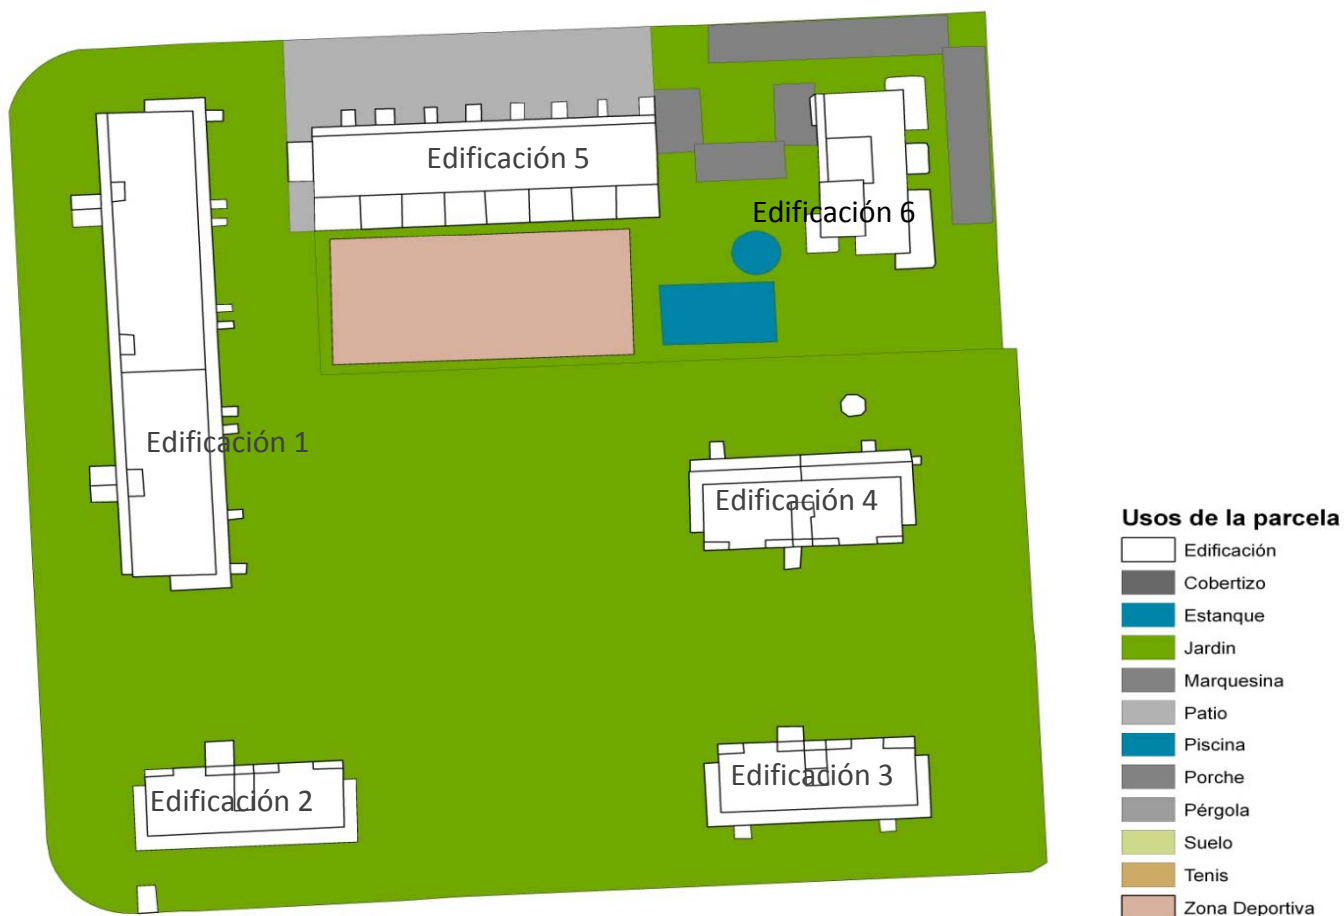 Edificación 5
Edificación 6
Edificación 1
Edificación 4
Edificación 3
Edificación 2
Usos de la parcela
Edificación
Cobertizo
Estanque
Jardin
Marquesina
Patio
Piscina
Porche
Pérgola
Suelo
Tenis
Zona Deportiva